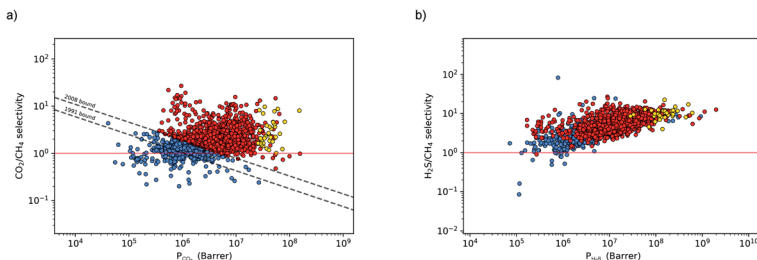 a)
CO₂/CH4 selectivity
10²
10¹
10⁰
10⁻¹
2008 bound
1991 bound
10⁴ 10⁵ 10⁶ 10⁷ 10⁸ 10⁹
P_CO₂ (Barrer)
b)
H₂S/CH4 selectivity
10²
10¹
10⁰
10⁻¹
10⁻²
10⁴ 10⁵ 10⁶ 10⁷ 10⁸ 10⁹ 10¹⁰
P_H₂S (Barrer)